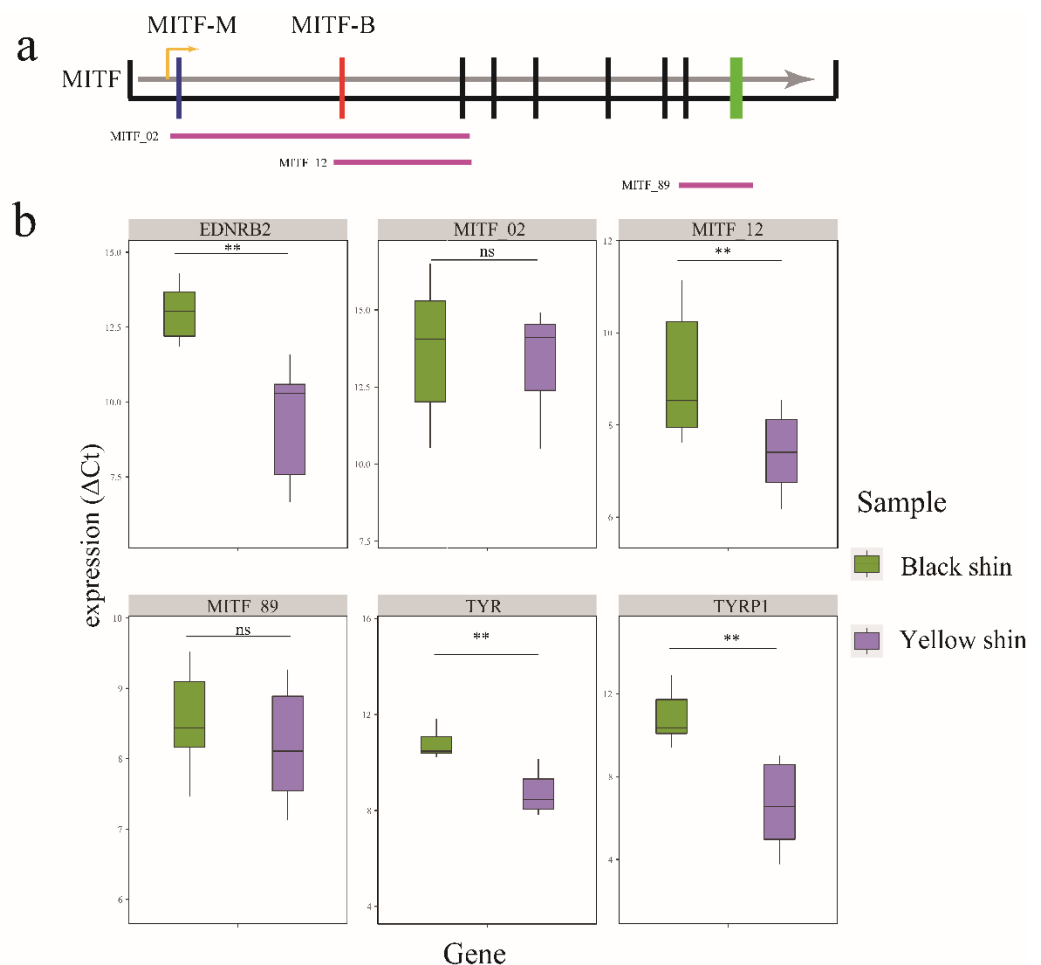 a
MITF-M MITF-B
MITF
MITF_02
MITF_12
MITF_89
b
EDNRB2
**
15.0
12.5
10.0
7.5
MITF_02
ns
15.0
12.5
10.0
7.5
MITF_12
**
12
10
8
6
expression (ΔCt)
MITF_89
ns
10
9
8
7
6
TYR
**
16
12
8
4
TYRP1
**
12
8
4
Gene
Sample
Black shin
Yellow shin